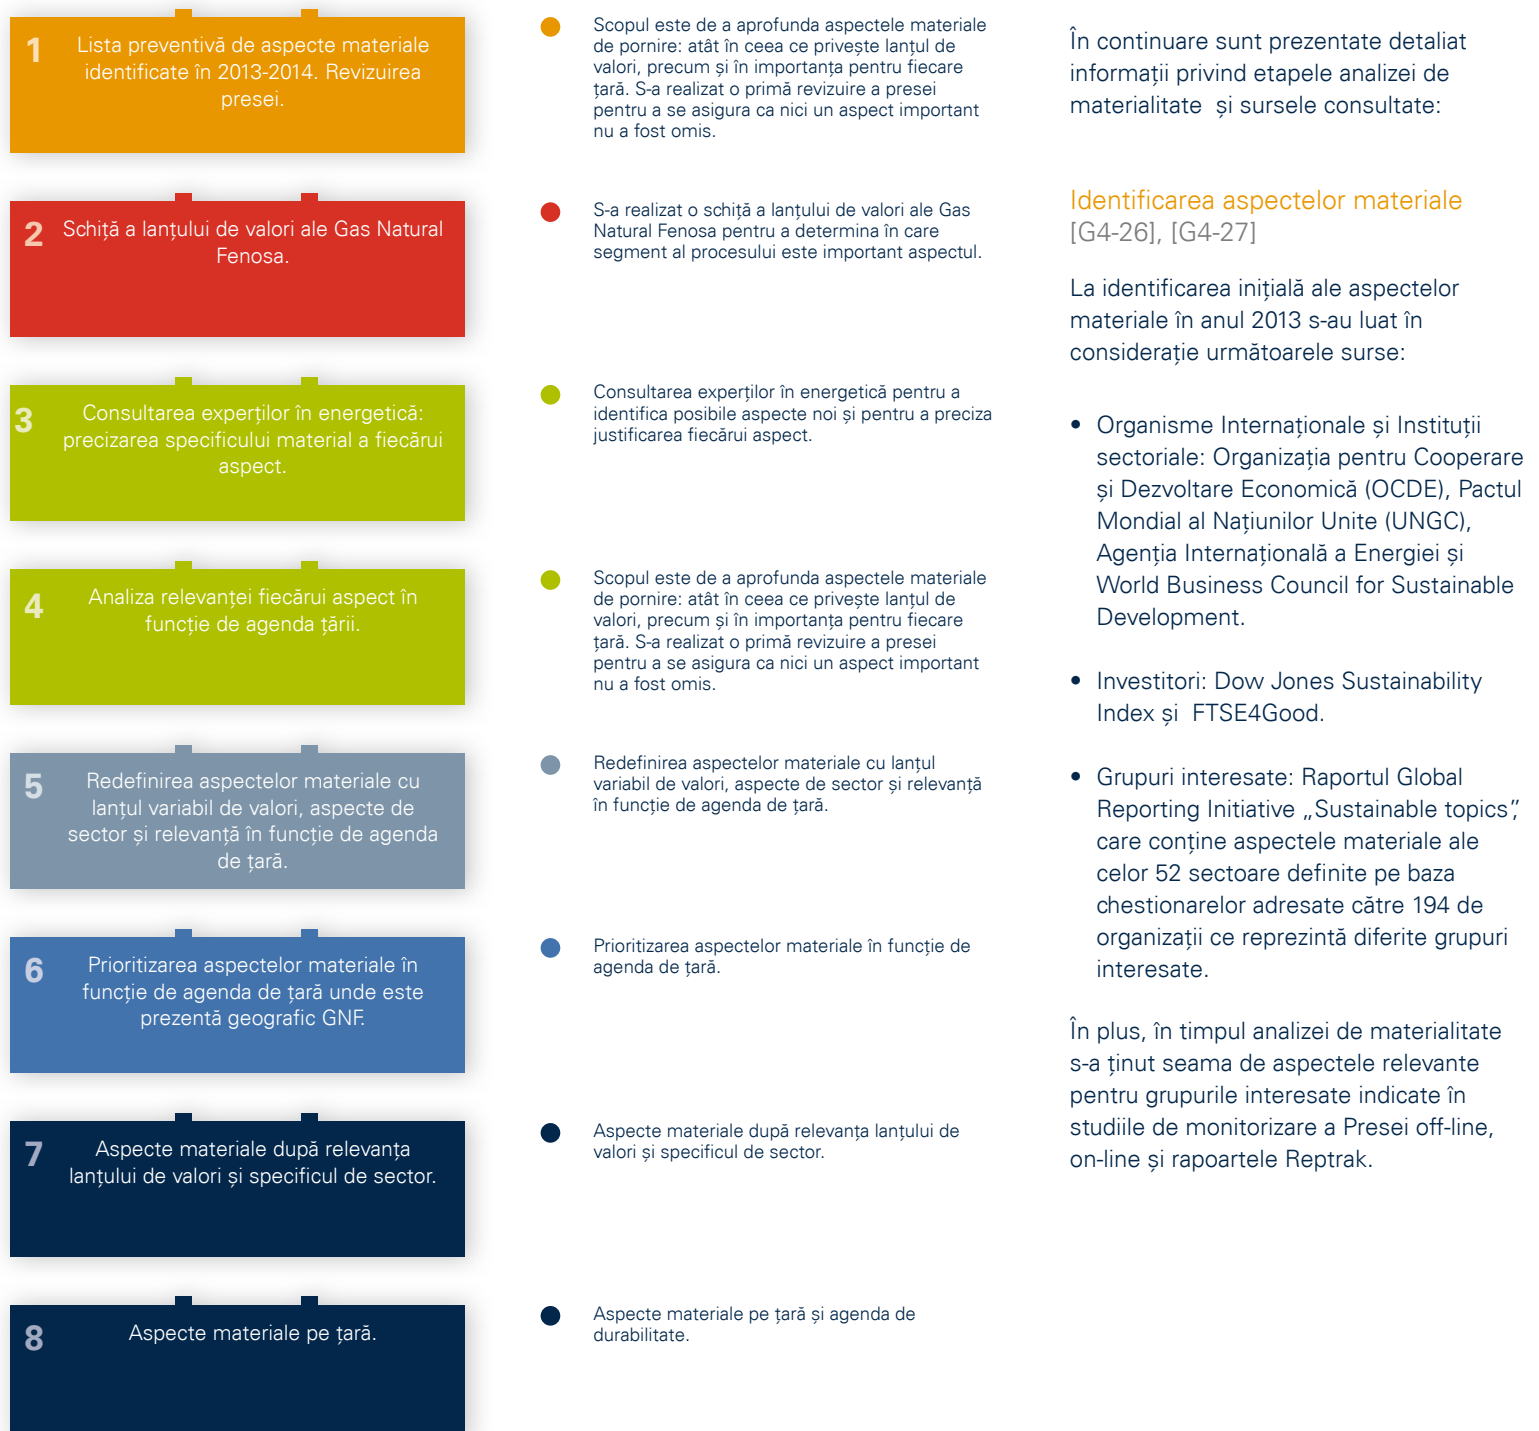 1
Lista preventivă de aspecte materiale
identificate în 2013-2014. Revizuirea
presei.
Scopul este de a aprofunda aspectele materiale
de pornire: atât în ceea ce privește lanțul de
valori, precum și în importanța pentru fiecare
țară. S-a realizat o primă revizuire a presei
pentru a se asigura ca nici un aspect important
nu a fost omis.
2
Schiță a lanțului de valori ale Gas Natural
Fenosa.
S-a realizat o schiță a lanțului de valori ale Gas
Natural Fenosa pentru a determina în care
segment al procesului este important aspectul.
3
Consultarea experților în energetică:
precizarea specificului material a fiecărui
aspect.
Consultarea experților în energetică pentru a
identifica posibile aspecte noi și pentru a preciza
justificarea fiecărui aspect.
4
Analiza relevanței fiecărui aspect în
funcție de agenda țării.
Scopul este de a aprofunda aspectele materiale
de pornire: atât în ceea ce privește lanțul de
valori, precum și în importanța pentru fiecare
țară. S-a realizat o primă revizuire a presei
pentru a se asigura ca nici un aspect important
nu a fost omis.
5
Redefinirea aspectelor materiale cu
lanțul variabil de valori, aspecte de
sector și relevanță în funcție de agenda
de țară.
Redefinirea aspectelor materiale cu lanțul
variabil de valori, aspecte de sector și relevanță
în funcție de agenda de țară.
6
Prioritizarea aspectelor materiale în
funcție de agenda de țară unde este
prezentă geografic GNF.
Prioritizarea aspectelor materiale în funcție de
agenda de țară.
7
Aspecte materiale după relevanța
lanțului de valori și specificul de sector.
Aspecte materiale după relevanța lanțului de
valori și specificul de sector.
8
Aspecte materiale pe țară.
Aspecte materiale pe țară și agenda de
durabilitate.
În continuare sunt prezentate detaliat
informații privind etapele analizei de
materialitate  și sursele consultate:
Identificarea aspectelor materiale
[G4-26], [G4-27]
La identificarea inițială ale aspectelor
materiale în anul 2013 s-au luat în
considerație următoarele surse:
• Organisme Internaționale și Instituții
sectoriale: Organizația pentru Cooperare
și Dezvoltare Economică (OCDE), Pactul
Mondial al Națiunilor Unite (UNGC),
Agenția Internațională a Energiei și
World Business Council for Sustainable
Development.
• Investitori: Dow Jones Sustainability
Index și  FTSE4Good.
• Grupuri interesate: Raportul Global
Reporting Initiative „Sustainable topics”,
care conține aspectele materiale ale
celor 52 sectoare definite pe baza
chestionarelor adresate către 194 de
organizații ce reprezintă diferite grupuri
interesate.
În plus, în timpul analizei de materialitate
s-a ținut seama de aspectele relevante
pentru grupurile interesate indicate în
studiile de monitorizare a Presei off-line,
on-line și rapoartele Reptrak.